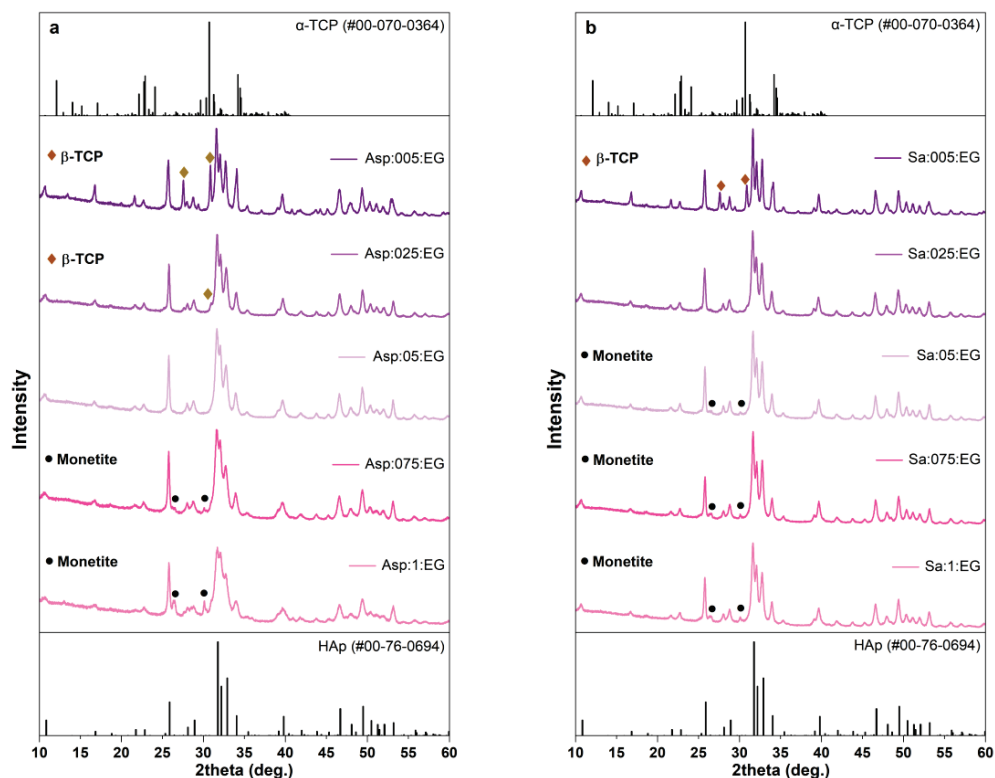 a
α-TCP (#00-070-0364)
β-TCP
Asp:005:EG
β-TCP
Asp:025:EG
Asp:05:EG
Monetite
Asp:075:EG
Monetite
Asp:1:EG
HAp (#00-76-0694)
Intensity
10 15 20 25 30 35 40 45 50 55 60
2theta (deg.)
b
α-TCP (#00-070-0364)
β-TCP
Sa:005:EG
Sa:025:EG
Monetite
Sa:05:EG
Monetite
Sa:075:EG
Monetite
Sa:1:EG
HAp (#00-76-0694)
Intensity
10 15 20 25 30 35 40 45 50 55 60
2theta (deg.)